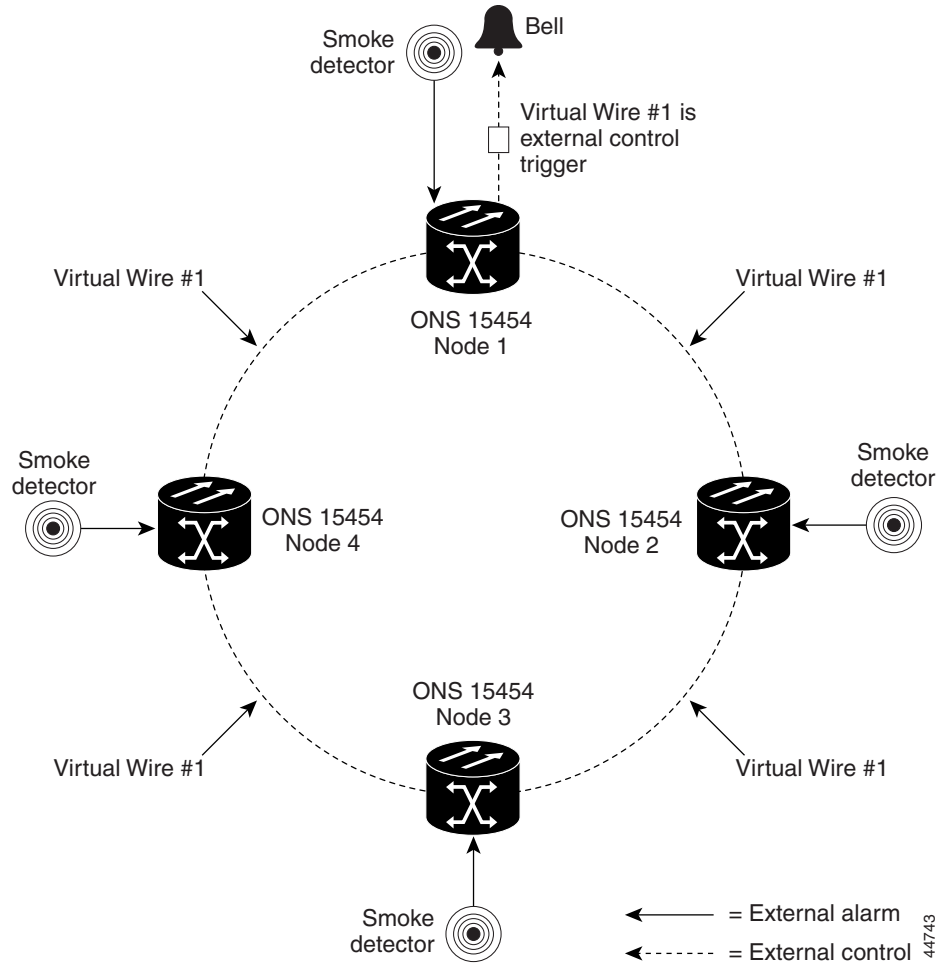 Smoke
detector
Bell
Virtual Wire #1 is
external control
trigger
Virtual Wire #1
Virtual Wire #1
ONS 15454
Node 1
Smoke
detector
ONS 15454
Node 4
ONS 15454
Node 2
Smoke
detector
ONS 15454
Node 3
Virtual Wire #1
Virtual Wire #1
Smoke
detector
= External alarm
= External control
44743